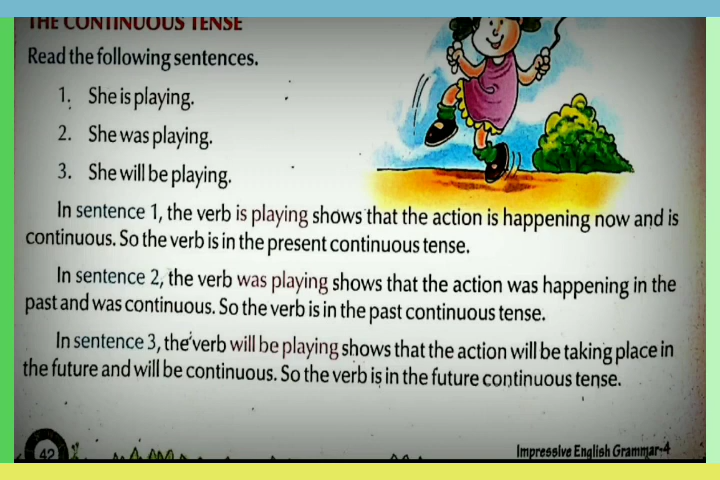 THE CONTINUOUS TENSE
Read the following sentences.
1. She is playing.
2. She was playing.
3. She will be playing.
In sentence 1, the verb is playing shows that the action is happening now and is
continuous. So the verb is in the present continuous tense.
In sentence 2, the verb was playing shows that the action was happening in the
past and was continuous. So the verb is in the past continuous tense.
In sentence 3, the verb will be playing shows that the action will be taking place in
the future and will be continuous. So the verb is in the future continuous tense.
42
Impressive English Grammar-4